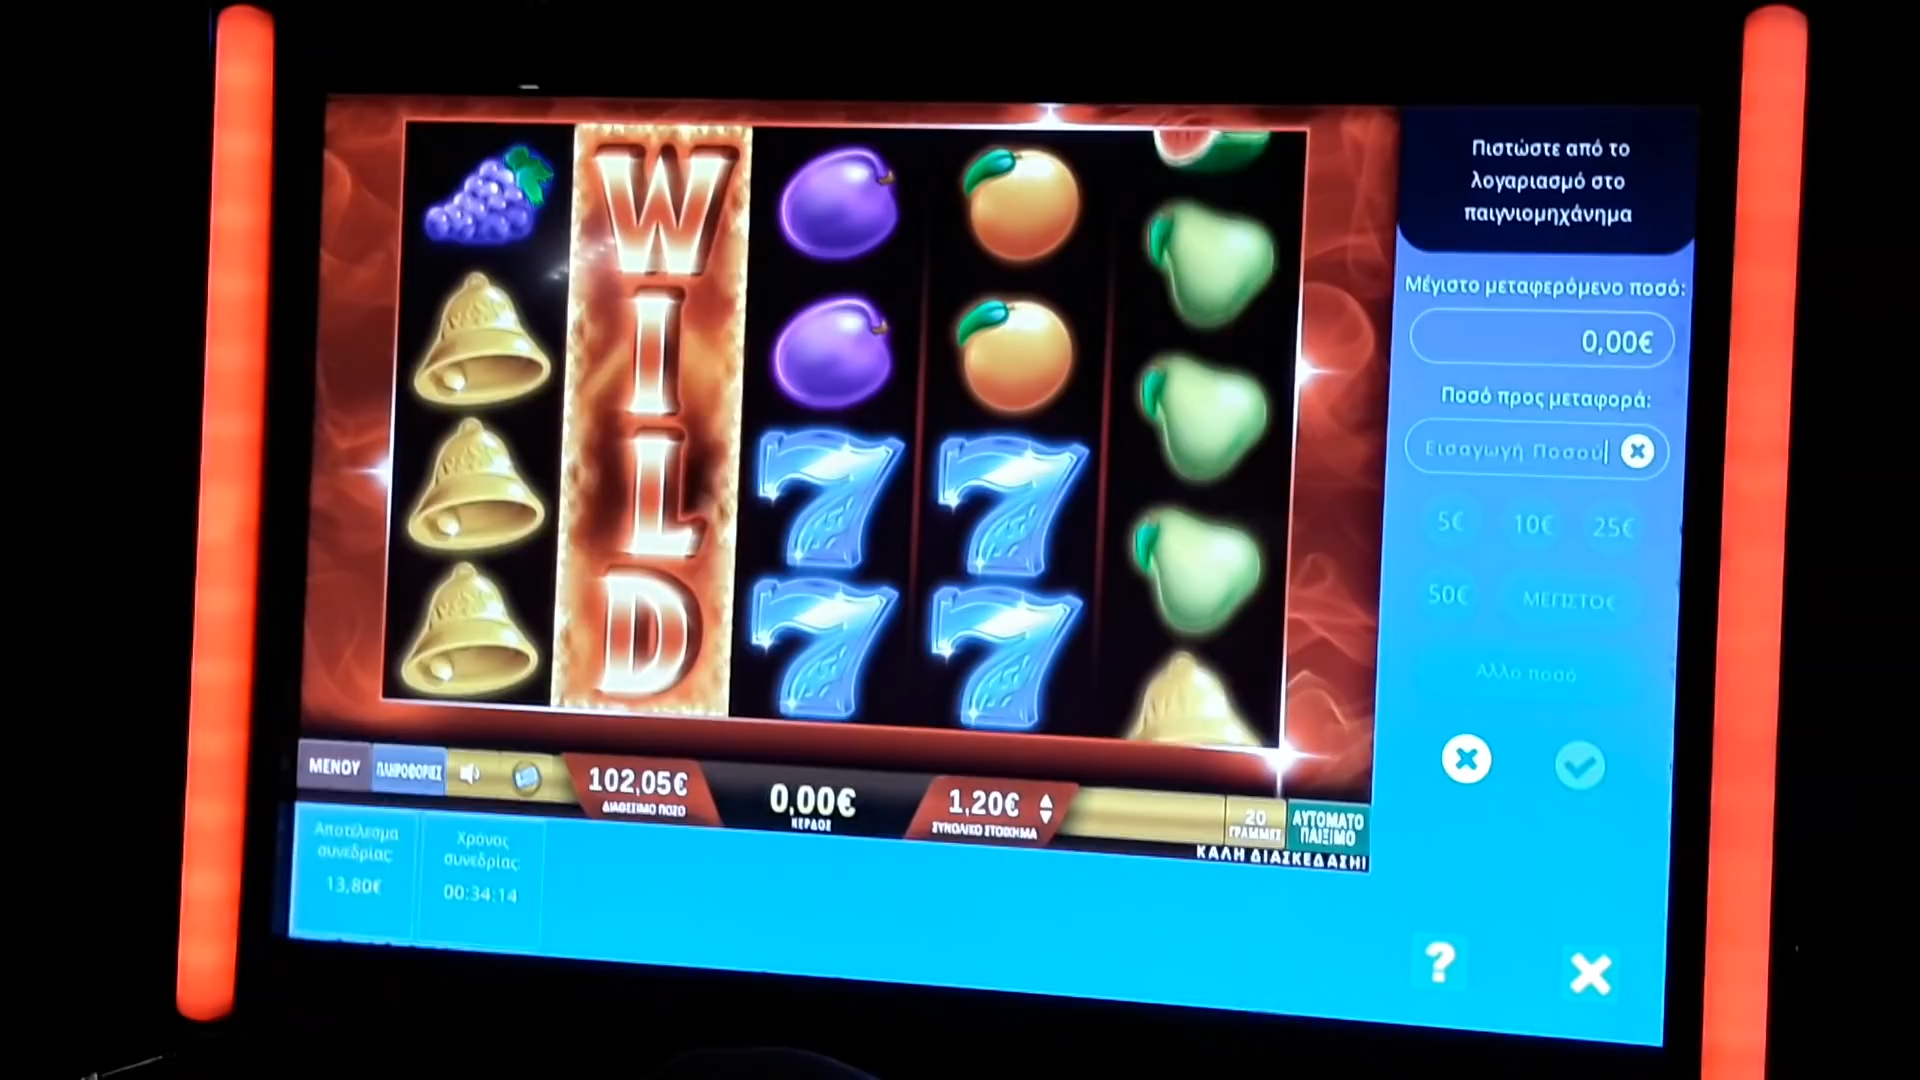 WILD
Πιστώστε από το
λογαριασμό στο
παιγνιομηχάνημα
Μέγιστο μεταφερόμενο ποσό:
0,00€
Ποσό προς μεταφορά:
Εισαγωγή Ποσού
5€ 10€ 25€
50€ ΜΕΓΙΣΤΟ€
Άλλο ποσό
ΜΕΝΟΥ ΠΛΗΡΟΦΟΡΙΕΣ
102,05€
ΔΙΑΘΕΣΙΜΟ ΠΟΣΟ
0,00€
ΚΕΡΔΟΣ
1,20€
ΣΥΝΟΛΙΚΟ ΣΤΟΙΧΗΜΑ
20
ΓΡΑΜΜΕΣ
ΑΥΤΟΜΑΤΟ
ΠΑΙΞΙΜΟ
ΚΑΛΗ ΔΙΑΣΚΕΔΑΣΗ!
Αποτέλεσμα
συνεδρίας:
13,80€
Χρόνος
συνεδρίας:
00:34:14
?